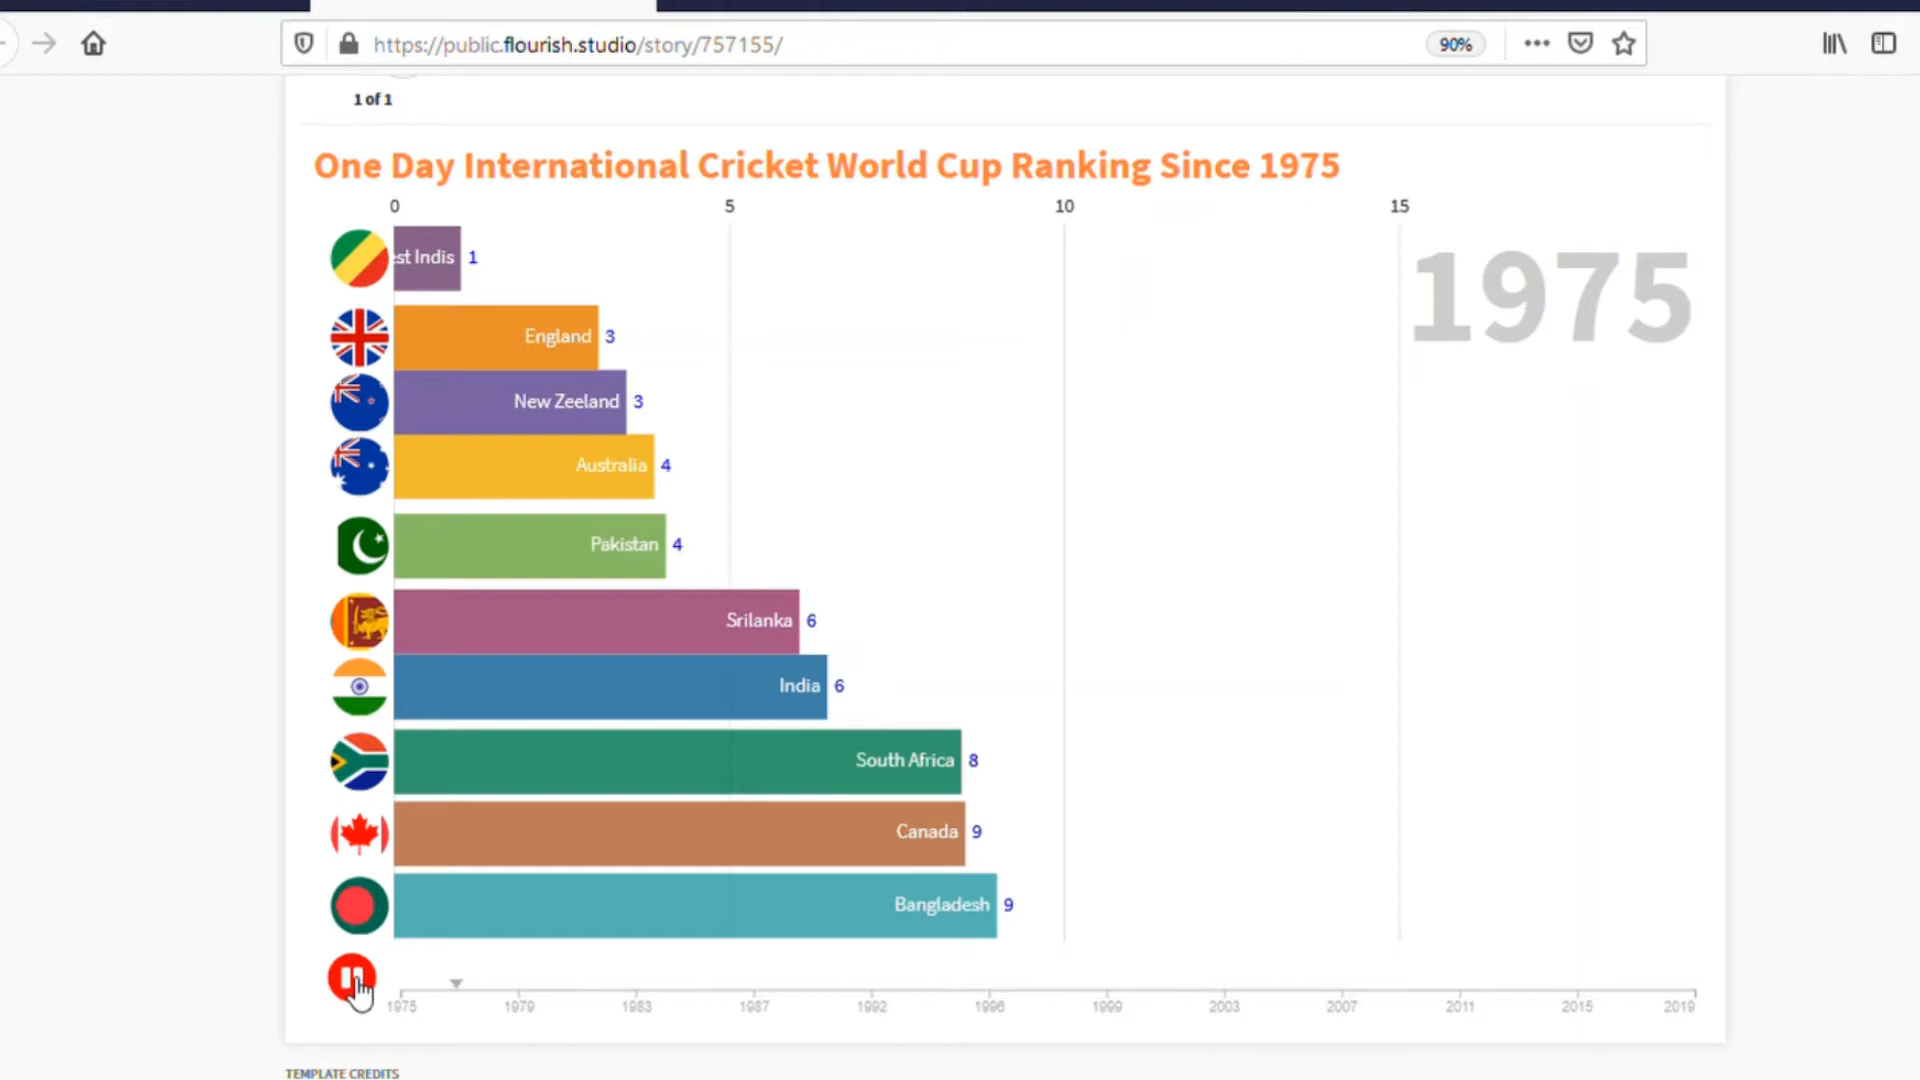 https://public.flourish.studio/story/757155/
90%
1 of 1
One Day International Cricket World Cup Ranking Since 1975
0 5 10 15
1975
est Indis 1
England 3
New Zeeland 3
Australia 4
Pakistan 4
Srilanka 6
India 6
South Africa 8
Canada 9
Bangladesh 9
1975 1979 1983 1987 1992 1996 1999 2003 2007 2011 2015 2019
TEMPLATE CREDITS